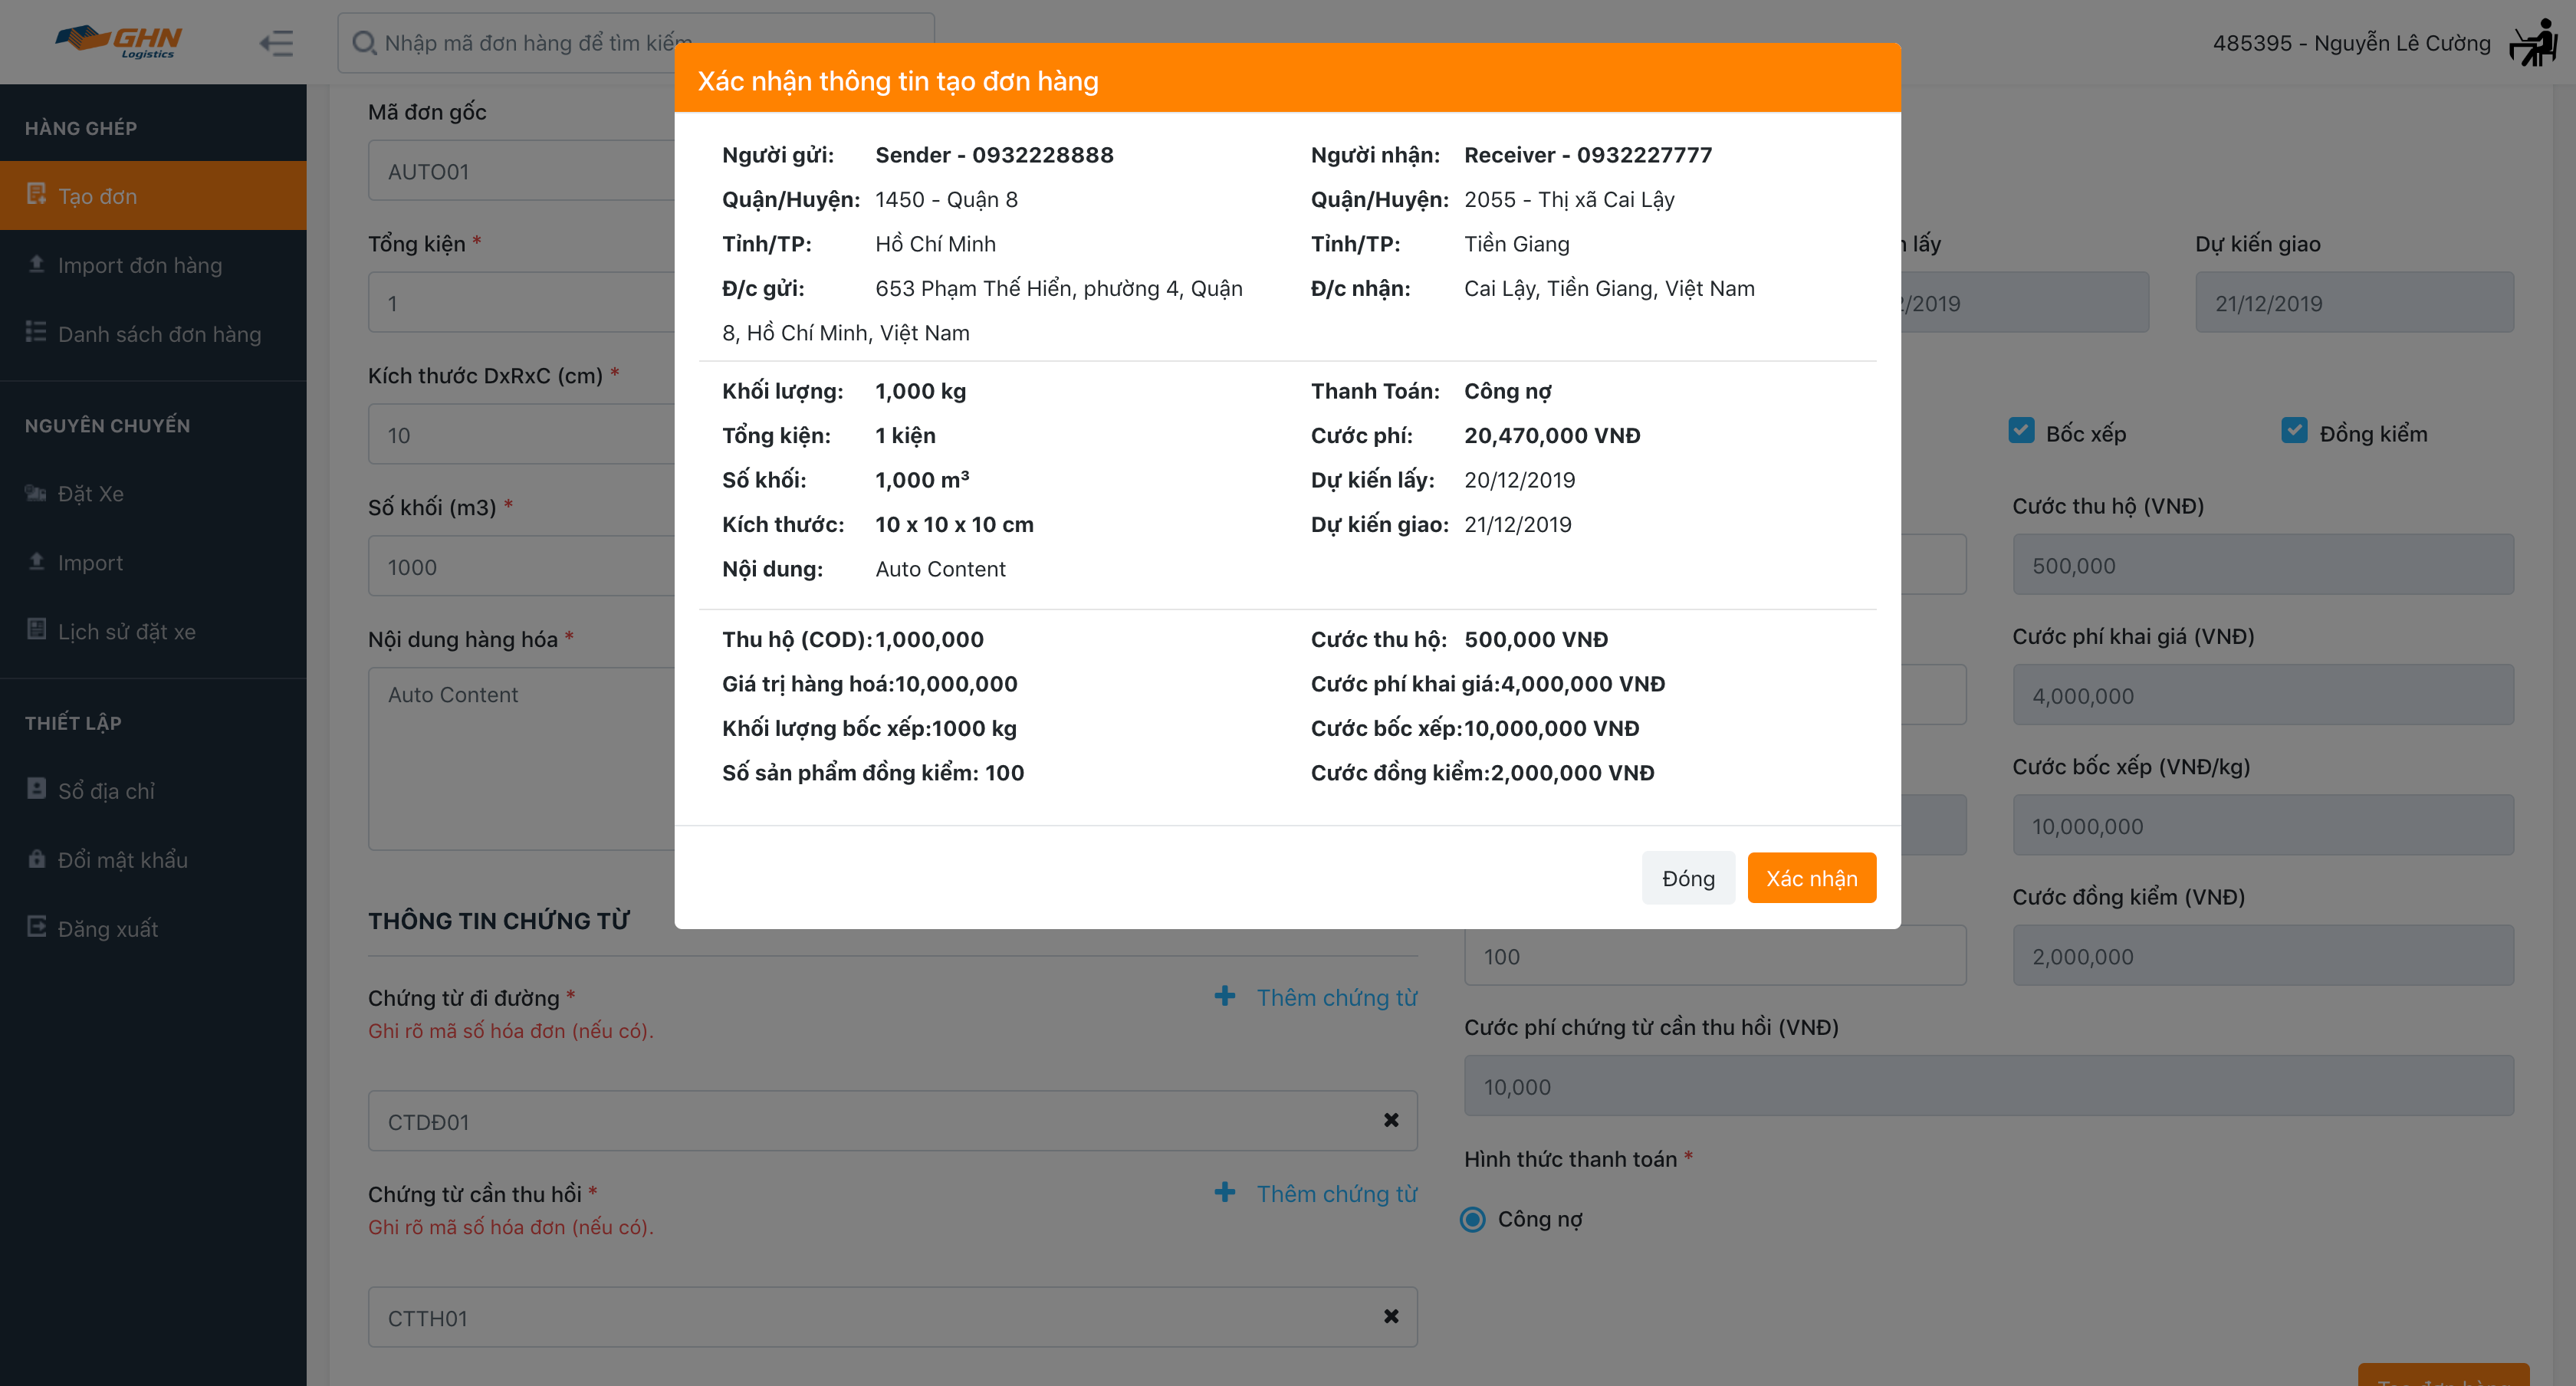 GHN
Logistics
Nhập mã đơn hàng để tìm kiếm
485395 - Nguyễn Lê Cường
HÀNG GHÉP
Tạo đơn
Import đơn hàng
Danh sách đơn hàng
NGUYÊN CHUYẾN
Đặt Xe
Import
Lịch sử đặt xe
THIẾT LẬP
Sổ địa chỉ
Đổi mật khẩu
Đăng xuất
Mã đơn gốc
AUTO01
Tổng kiện *
1
Kích thước DxRxC (cm) *
10
Số khối (m3) *
1000
Nội dung hàng hóa *
Auto Content
THÔNG TIN CHỨNG TỪ
Chứng từ đi đường *
Thêm chứng từ
Ghi rõ mã số hóa đơn (nếu có).
CTDĐ01
Chứng từ cần thu hồi *
Thêm chứng từ
Ghi rõ mã số hóa đơn (nếu có).
CTTH01
Xác nhận thông tin tạo đơn hàng
Người gửi: Sender - 0932228888
Quận/Huyện: 1450 - Quận 8
Tỉnh/TP: Hồ Chí Minh
Đ/c gửi: 653 Phạm Thế Hiển, phường 4, Quận
8, Hồ Chí Minh, Việt Nam
Người nhận: Receiver - 0932227777
Quận/Huyện: 2055 - Thị xã Cai Lậy
Tỉnh/TP: Tiền Giang
Đ/c nhận: Cai Lậy, Tiền Giang, Việt Nam
Khối lượng: 1,000 kg
Tổng kiện: 1 kiện
Số khối: 1,000 m³
Kích thước: 10 x 10 x 10 cm
Nội dung: Auto Content
Thanh Toán: Công nợ
Cước phí: 20,470,000 VNĐ
Dự kiến lấy: 20/12/2019
Dự kiến giao: 21/12/2019
Thu hộ (COD): 1,000,000
Giá trị hàng hoá:10,000,000
Khối lượng bốc xếp:1000 kg
Số sản phẩm đồng kiểm: 100
Cước thu hộ: 500,000 VNĐ
Cước phí khai giá:4,000,000 VNĐ
Cước bốc xếp:10,000,000 VNĐ
Cước đồng kiểm:2,000,000 VNĐ
Đóng
Xác nhận
lấy
Dự kiến giao
/2019
21/12/2019
Bốc xếp
Đồng kiểm
Cước thu hộ (VNĐ)
500,000
Cước phí khai giá (VNĐ)
4,000,000
Cước bốc xếp (VNĐ/kg)
10,000,000
Cước đồng kiểm (VNĐ)
100
2,000,000
Cước phí chứng từ cần thu hồi (VNĐ)
10,000
Hình thức thanh toán *
Công nợ